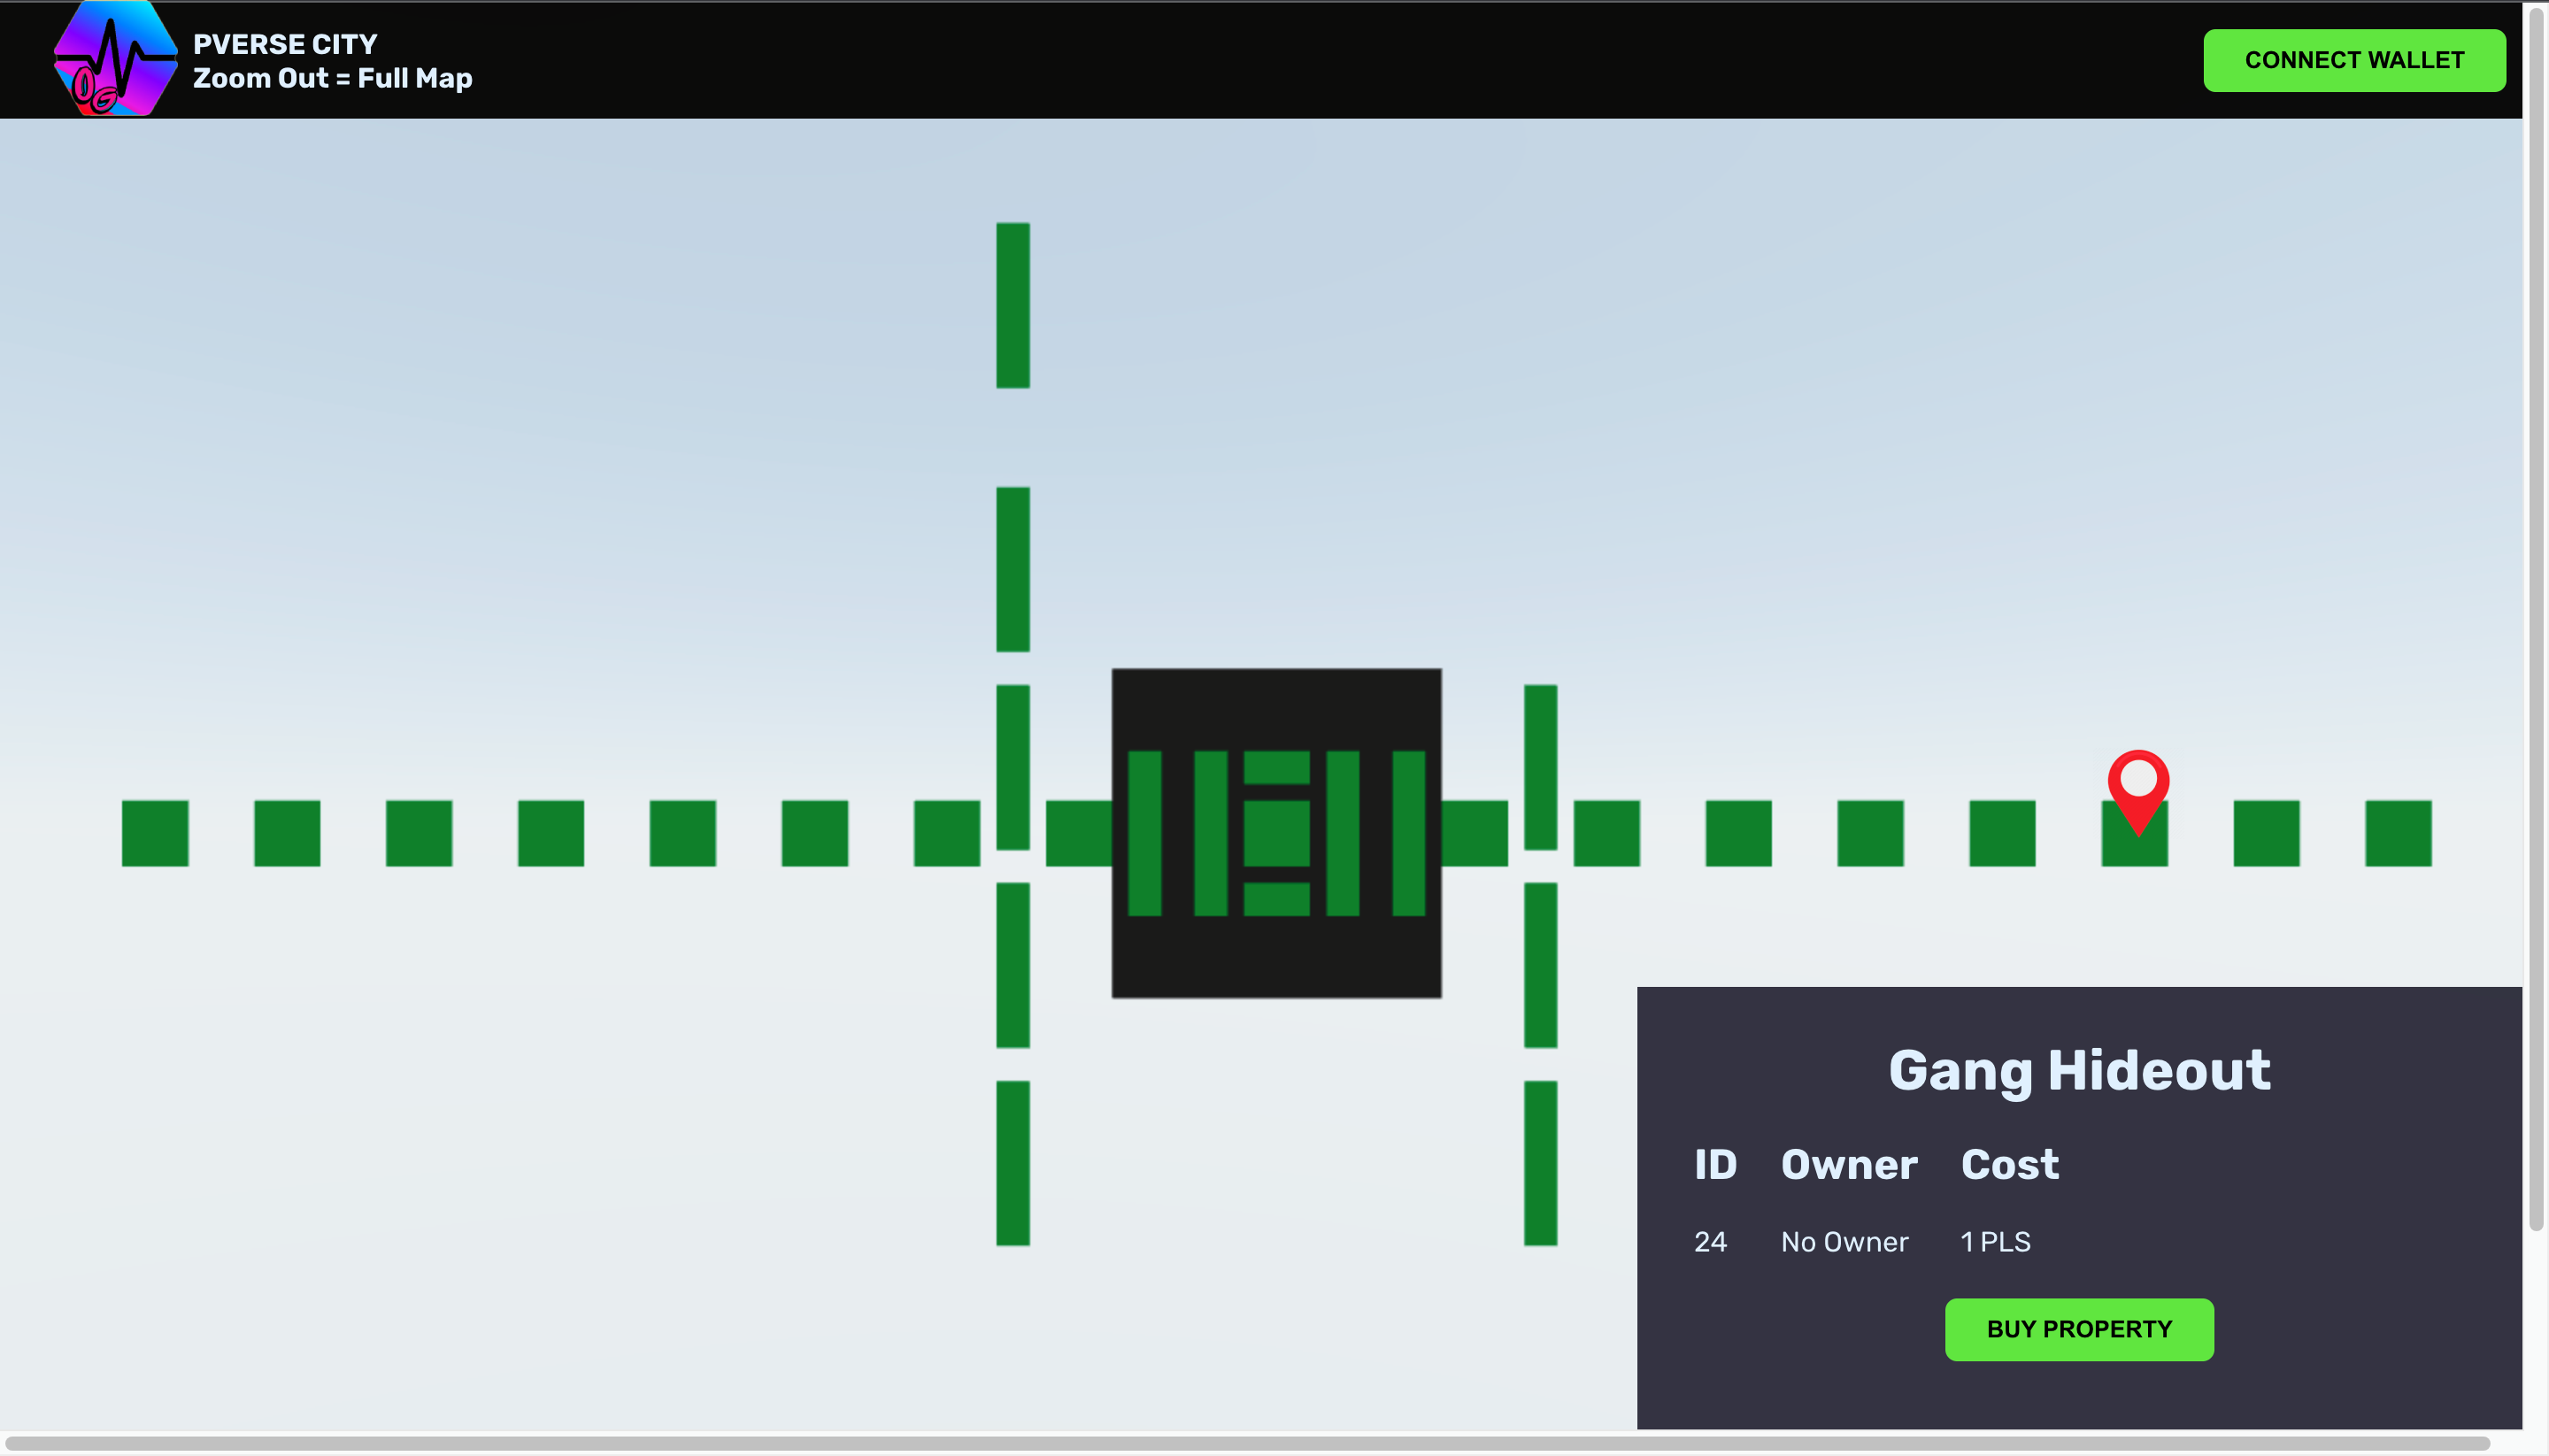 PVERSE CITY
Zoom Out = Full Map
OG
CONNECT WALLET
Gang Hideout
ID Owner Cost
24 No Owner 1 PLS
BUY PROPERTY